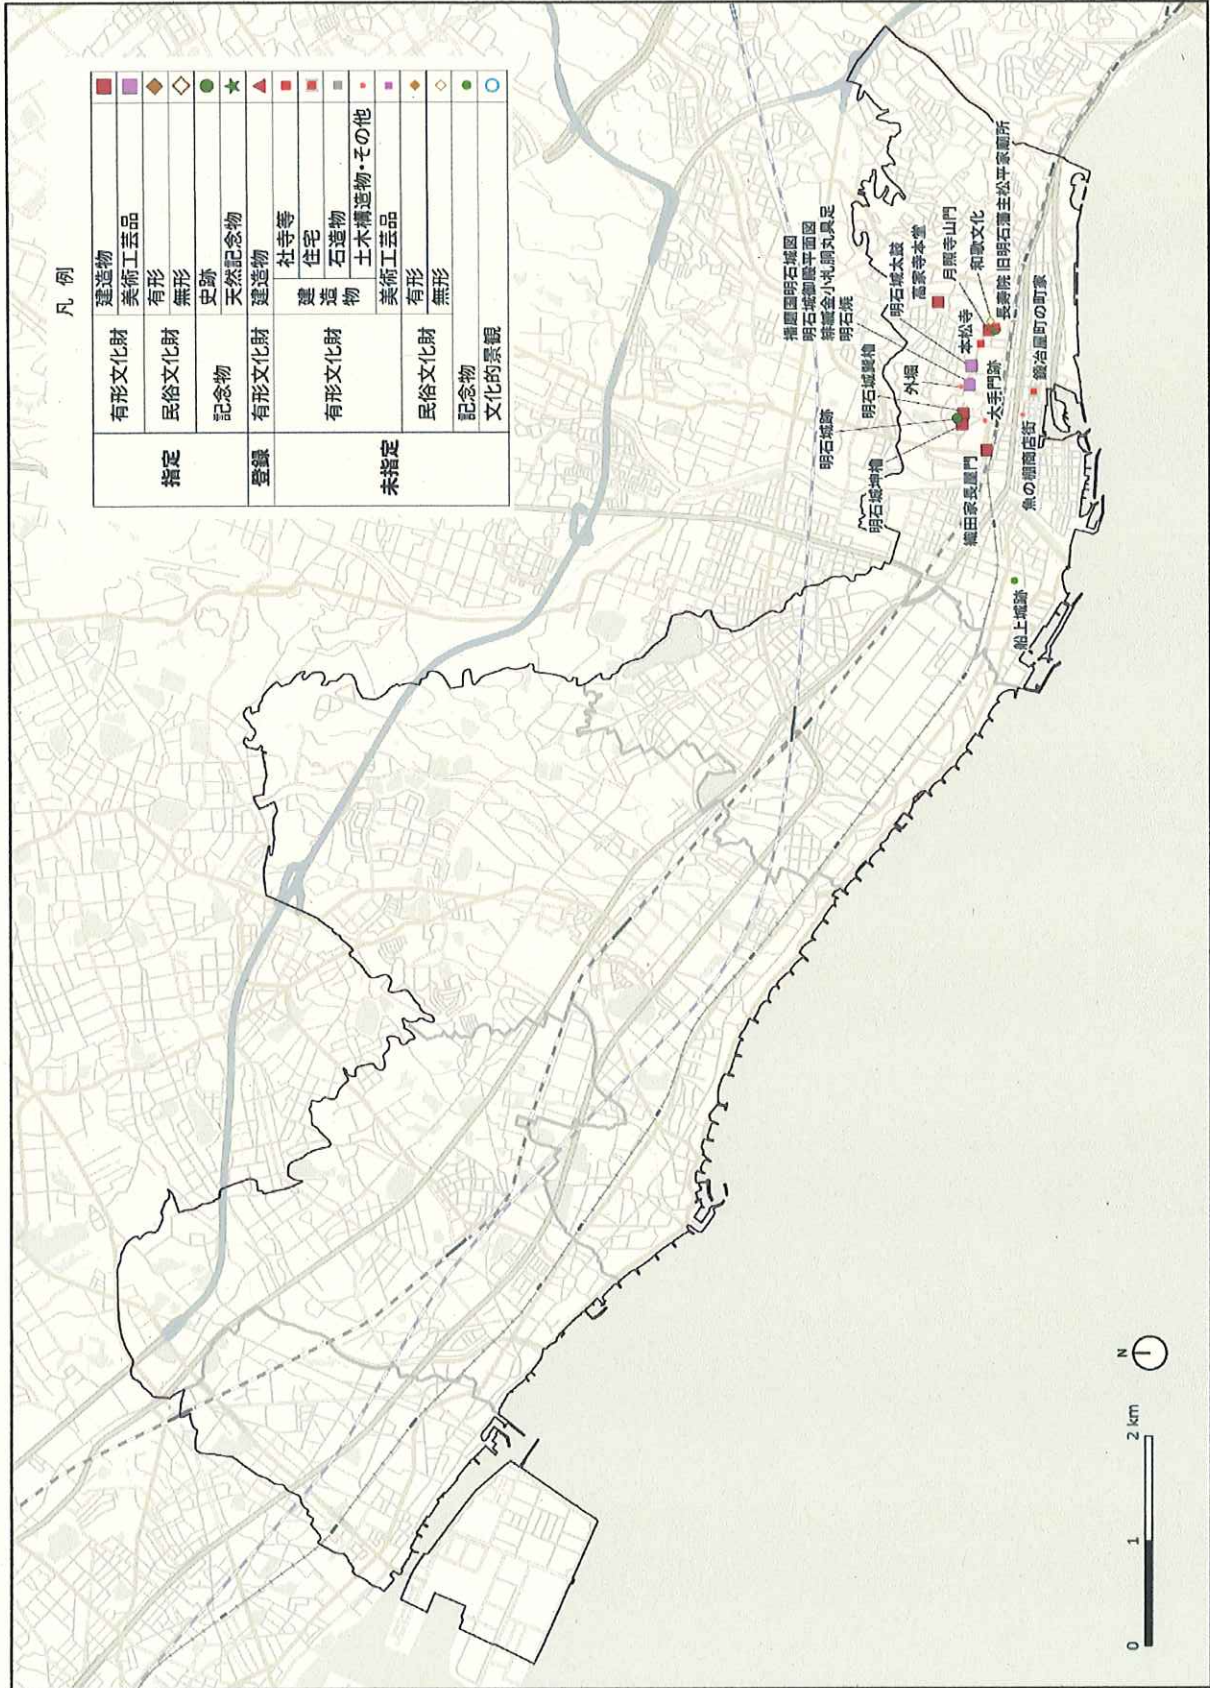 凡 例
指定
有形文化財
建造物
美術工芸品
民俗文化財
有形
無形
記念物
史跡
天然記念物
登録
有形文化財
建造物
未指定
有形文化財
建造物
社寺等
住宅
石造物
土木構造物・その他
美術工芸品
民俗文化財
有形
無形
記念物
文化的景観
播磨国明石城図
明石城御殿平面図
緋縅金小札胴丸具足
明石焼
明石城太鼓
高家寺本堂
月照寺山門
和歌文化
長寿院 旧明石藩主松平家廟所
本松寺
明石城跡
明石城巽櫓
外堀
明石城坤櫓
織田家長屋門
大手門跡
魚の棚商店街
鍛冶屋町の町家
船上城跡
0
1
2 km
N